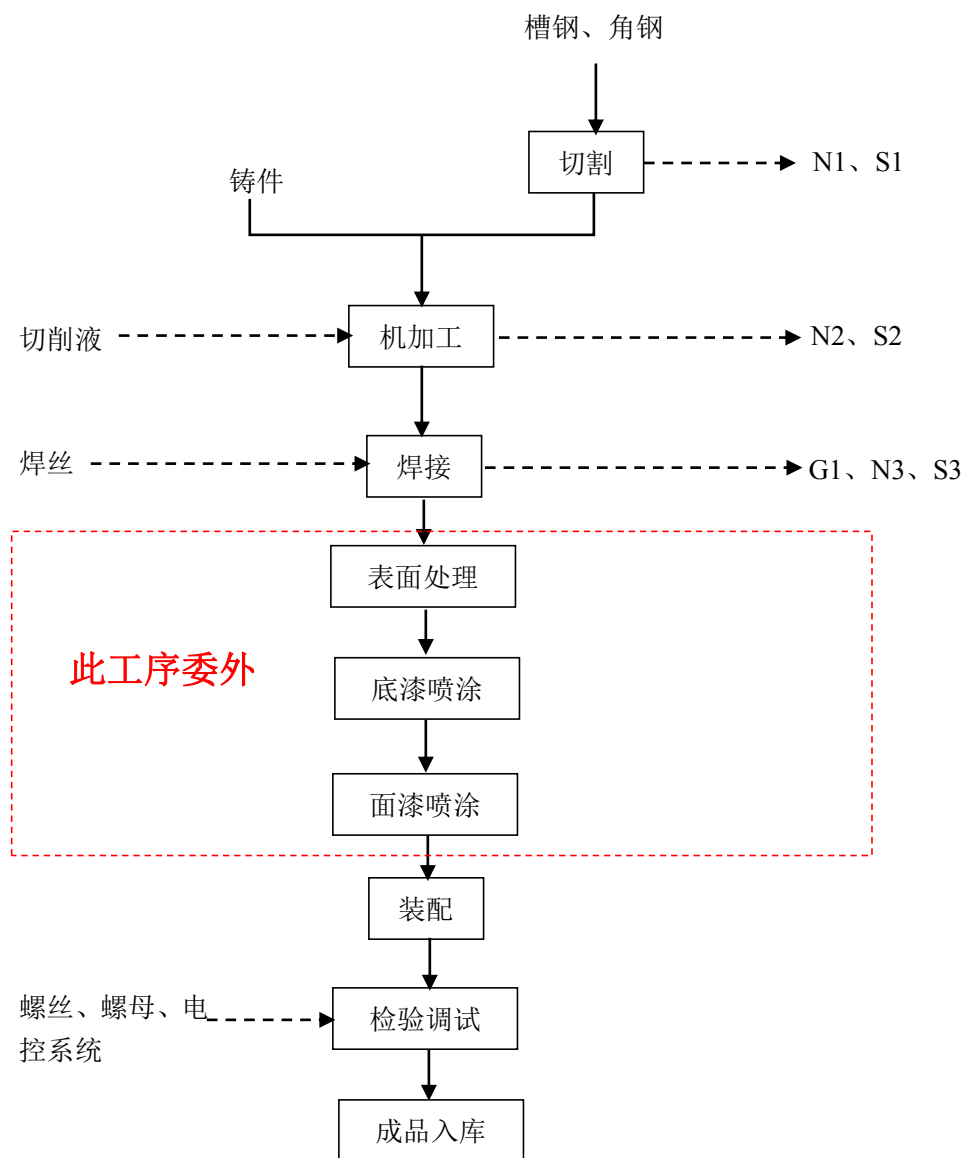 槽钢、角钢
切割
N1、S1
铸件
切削液
机加工
N2、S2
焊丝
焊接
G1、N3、S3
表面处理
此工序委外
底漆喷涂
面漆喷涂
装配
螺丝、螺母、电
控系统
检验调试
成品入库